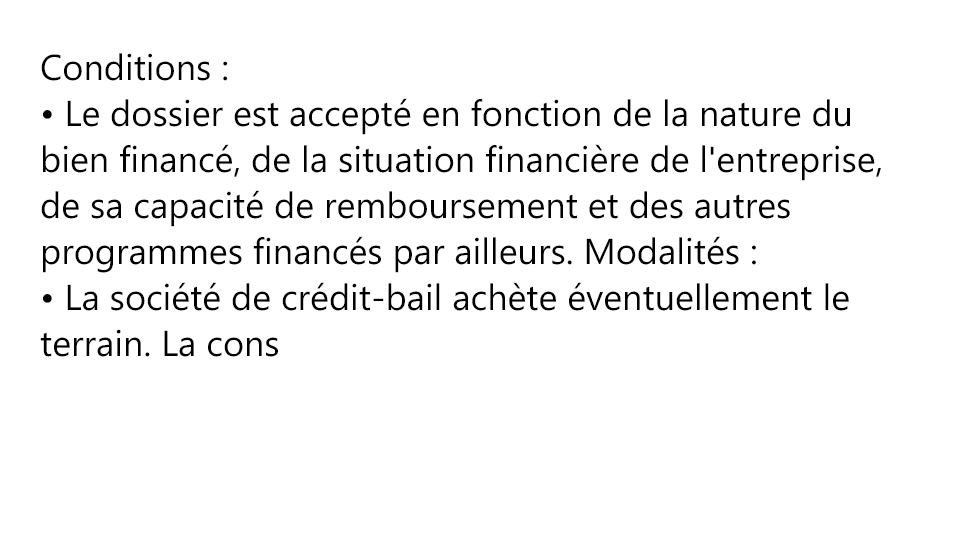 Conditions :
• Le dossier est accepté en fonction de la nature du
bien financé, de la situation financière de l'entreprise,
de sa capacité de remboursement et des autres
programmes financés par ailleurs. Modalités :
• La société de crédit-bail achète éventuellement le
terrain. La cons